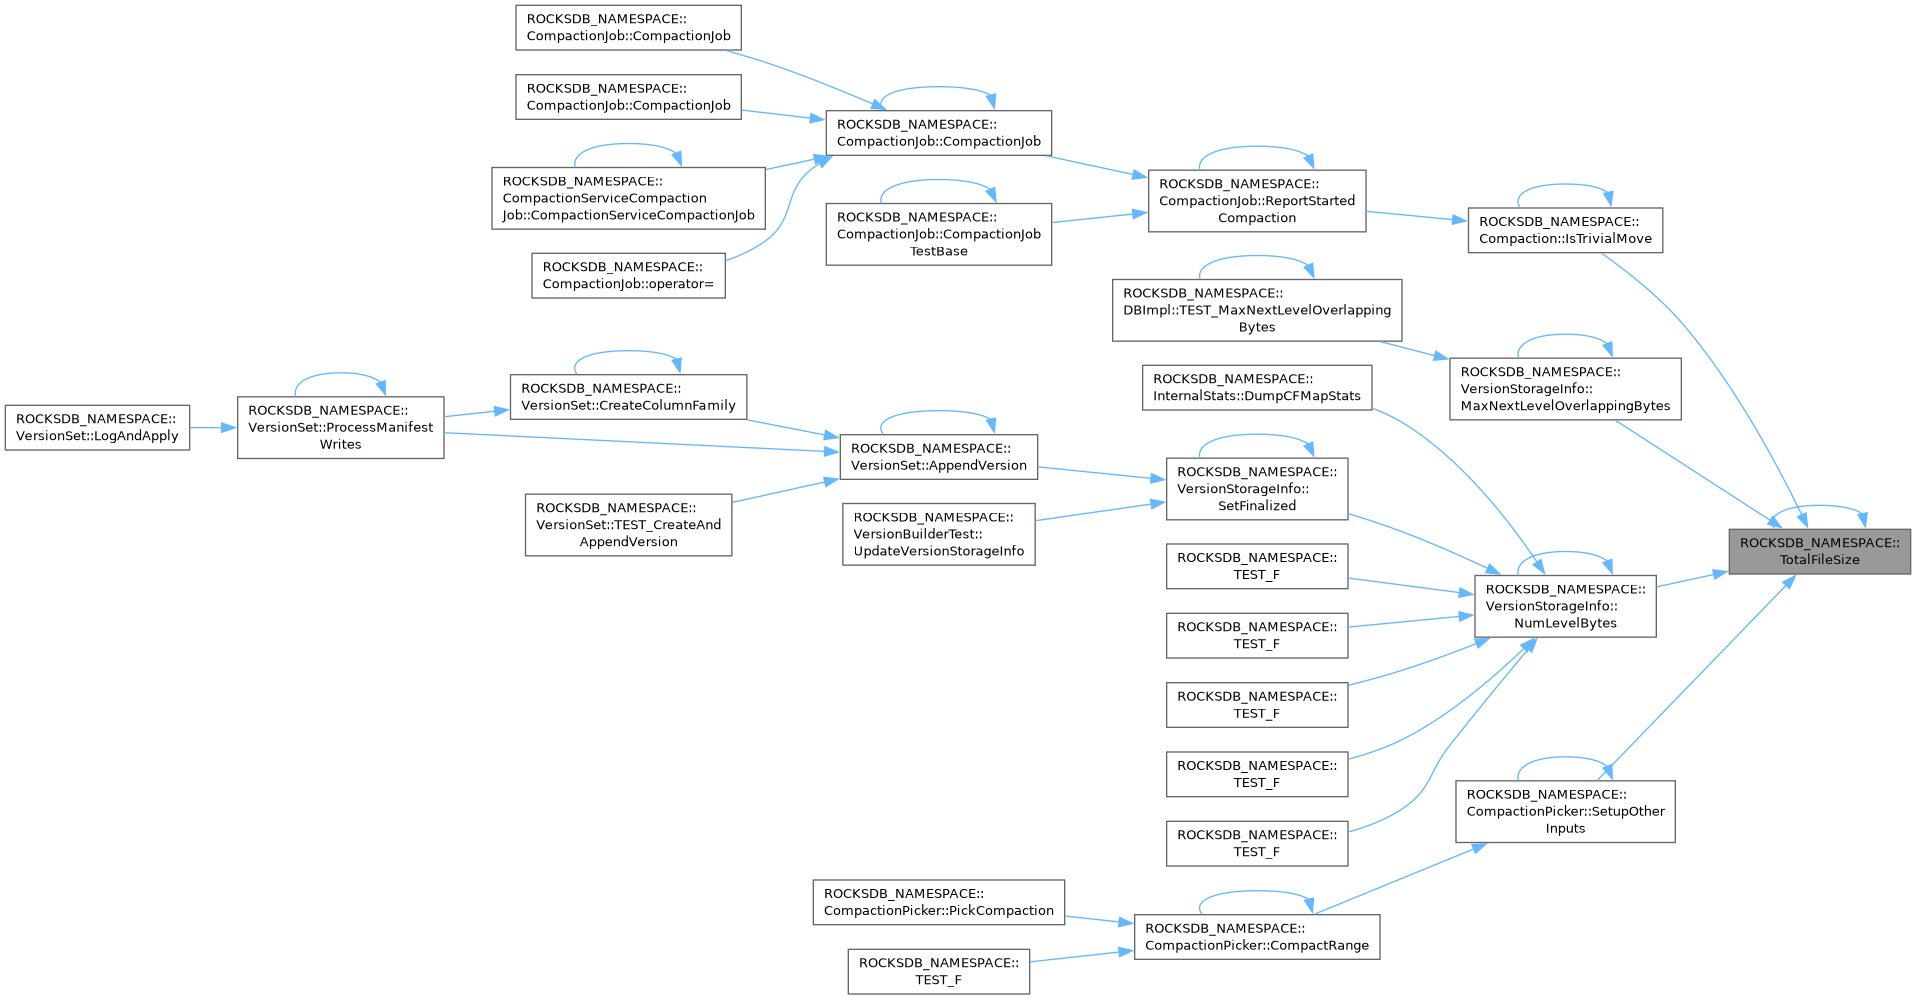 ROCKSDB_NAMESPACE::
CompactionJob::CompactionJob
ROCKSDB_NAMESPACE::
CompactionJob::CompactionJob
ROCKSDB_NAMESPACE::
CompactionJob::CompactionJob
ROCKSDB_NAMESPACE::
CompactionServiceCompaction
Job::CompactionServiceCompactionJob
ROCKSDB_NAMESPACE::
CompactionJob::ReportStarted
Compaction
ROCKSDB_NAMESPACE::
CompactionJob::CompactionJob
TestBase
ROCKSDB_NAMESPACE::
Compaction::IsTrivialMove
ROCKSDB_NAMESPACE::
CompactionJob::operator=
ROCKSDB_NAMESPACE::
DBImpl::TEST_MaxNextLevelOverlapping
Bytes
ROCKSDB_NAMESPACE::
VersionStorageInfo::
MaxNextLevelOverlappingBytes
ROCKSDB_NAMESPACE::
InternalStats::DumpCFMapStats
ROCKSDB_NAMESPACE::
VersionSet::CreateColumnFamily
ROCKSDB_NAMESPACE::
VersionSet::ProcessManifest
Writes
ROCKSDB_NAMESPACE::
VersionSet::LogAndApply
ROCKSDB_NAMESPACE::
VersionSet::AppendVersion
ROCKSDB_NAMESPACE::
VersionStorageInfo::
SetFinalized
ROCKSDB_NAMESPACE::
VersionSet::TEST_CreateAnd
AppendVersion
ROCKSDB_NAMESPACE::
VersionBuilderTest::
UpdateVersionStorageInfo
ROCKSDB_NAMESPACE::
TotalFileSize
ROCKSDB_NAMESPACE::
TEST_F
ROCKSDB_NAMESPACE::
VersionStorageInfo::
NumLevelBytes
ROCKSDB_NAMESPACE::
TEST_F
ROCKSDB_NAMESPACE::
TEST_F
ROCKSDB_NAMESPACE::
TEST_F
ROCKSDB_NAMESPACE::
CompactionPicker::SetupOther
Inputs
ROCKSDB_NAMESPACE::
TEST_F
ROCKSDB_NAMESPACE::
CompactionPicker::PickCompaction
ROCKSDB_NAMESPACE::
CompactionPicker::CompactRange
ROCKSDB_NAMESPACE::
TEST_F